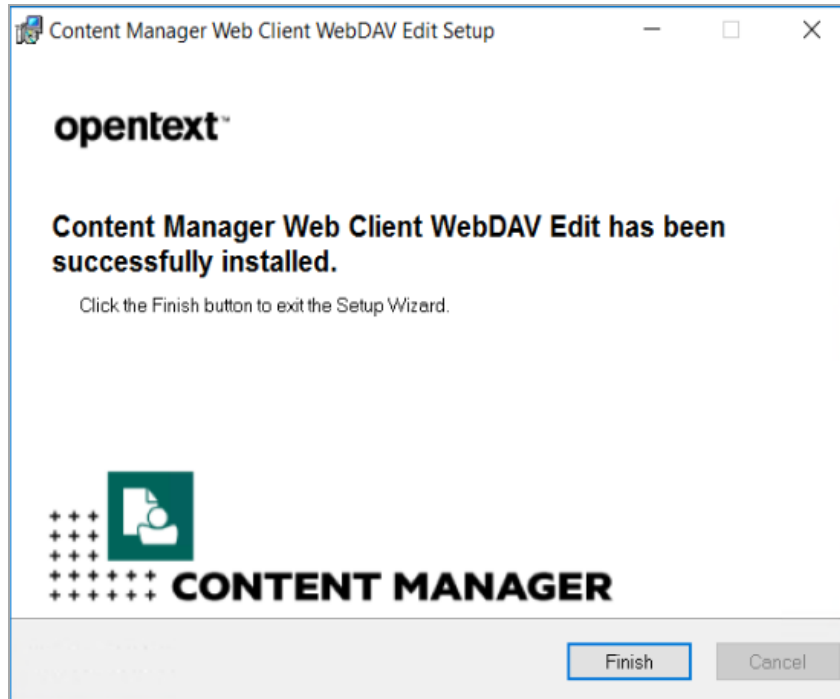 Content Manager Web Client WebDAV Edit Setup
opentext™
Content Manager Web Client WebDAV Edit has been
successfully installed.
Click the Finish button to exit the Setup Wizard.
CONTENT MANAGER
Finish
Cancel